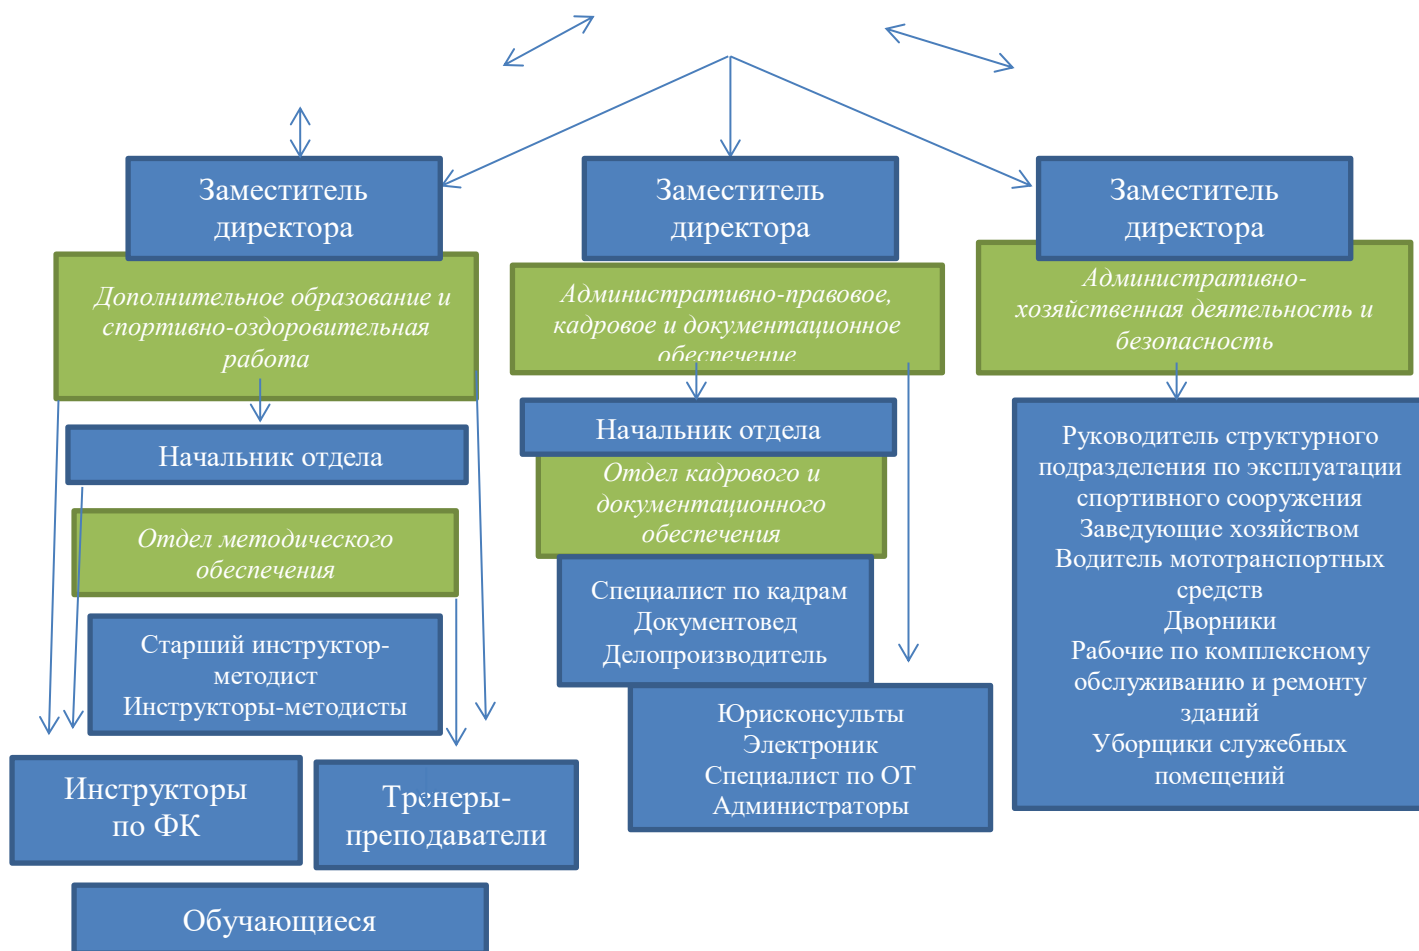 Заместитель
директора
Дополнительное образование и
спортивно-оздоровительная
работа
Начальник отдела
Отдел методического
обеспечения
Старший инструктор-
методист
Инструкторы-методисты
Инструкторы
по ФК
Тренеры-
преподаватели
Обучающиеся
Заместитель
директора
Административно-правовое,
кадровое и документационное
обеспечение
Начальник отдела
Отдел кадрового и
документационного
обеспечения
Специалист по кадрам
Документовед
Делопроизводитель
Юрисконсульты
Электроник
Специалист по ОТ
Администраторы
Заместитель
директора
Административно-
хозяйственная деятельность и
безопасность
Руководитель структурного
подразделения по эксплуатации
спортивного сооружения
Заведующие хозяйством
Водитель мототранспортных
средств
Дворники
Рабочие по комплексному
обслуживанию и ремонту
зданий
Уборщики служебных
помещений